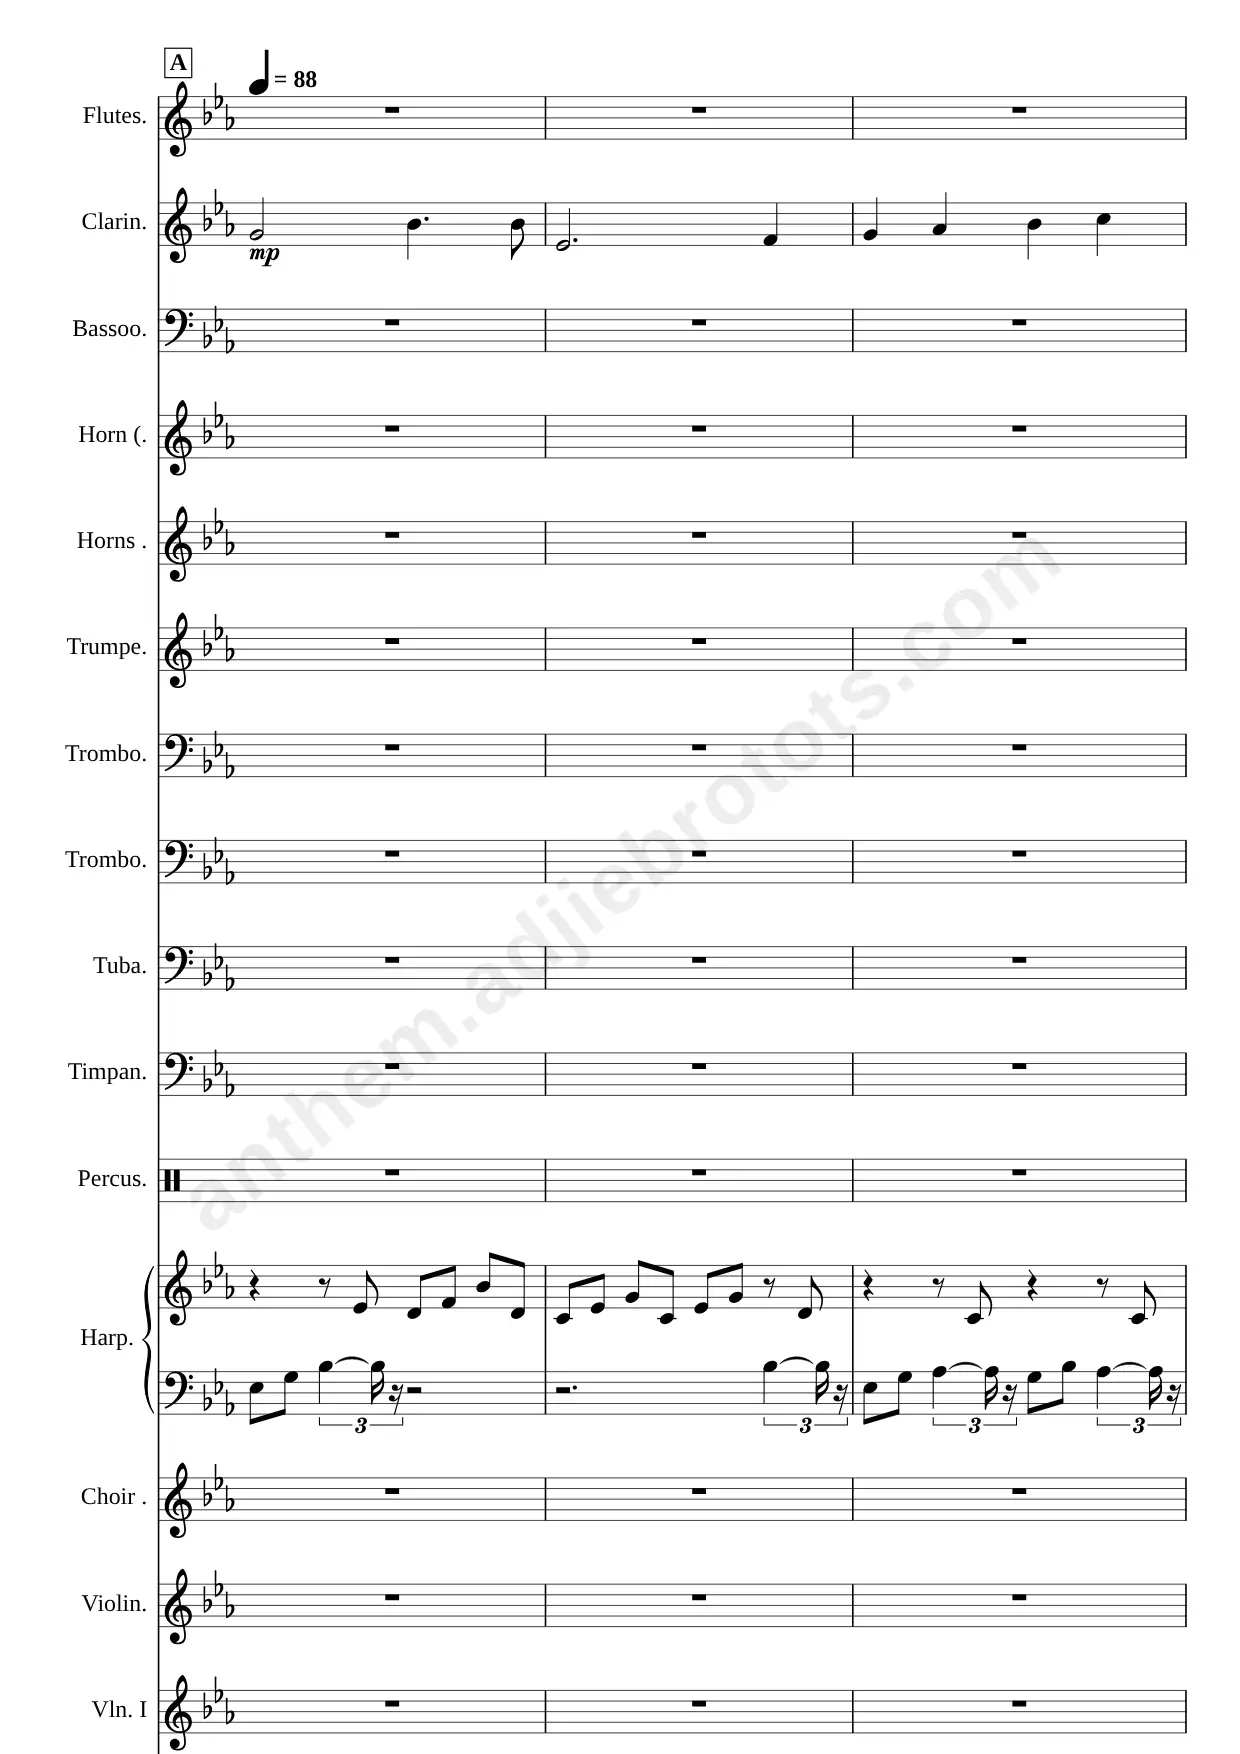 A
= 88
Flutes.
Clarin.
mp
Bassoo.
Horn (.
Horns .
Trumpe.
Trombo.
Trombo.
Tuba.
Timpan.
Percus.
Harp.
3
3
3
3
Choir .
Violin.
Vln. I
anthem.adjiebrotots.com